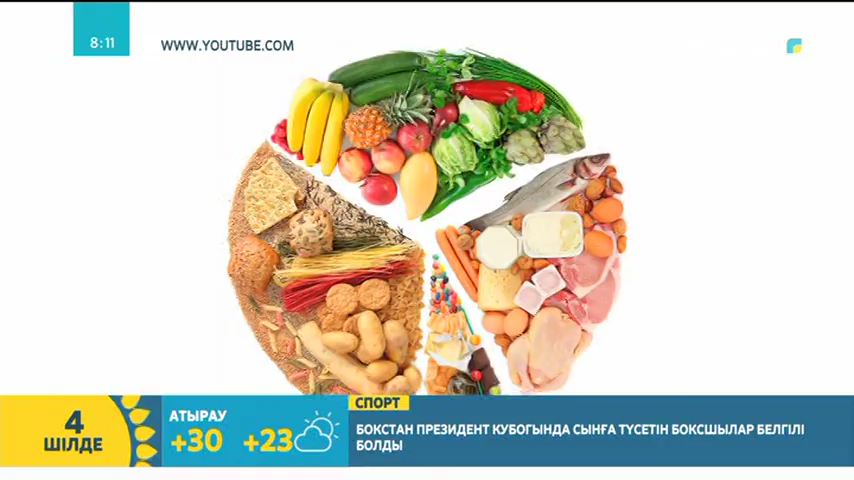 8:11
WWW.YOUTUBE.COM
4
ШІЛДЕ
АТЫРАУ
+30 +23
СПОРТ
БОКСТАН ПРЕЗИДЕНТ КУБОГЫНДА СЫНҒА ТҮСЕТІН БОКСШЫЛАР БЕЛГІЛІ
БОЛДЫ